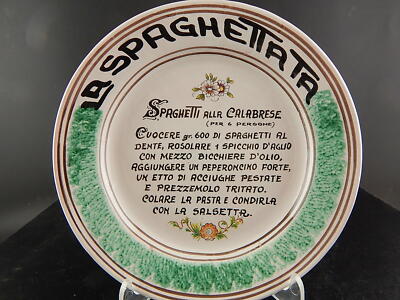 LA SPAGHETTATA
SPAGHETTI ALLA CALABRESE
(PER 6 PERSONE)
CUOCERE gr. 600 DI SPAGHETTI AL
DENTE, ROSOLARE 1 SPICCHIO D'AGLIO
CON MEZZO BICCHIERE D'OLIO,
AGGIUNGERE UN PEPERONCINO FORTE,
UN ETTO DI ACCIUGHE PESTATE
E PREZZEMOLO TRITATO.
COLARE LA PASTA E CONDIRLA
CON LA SALSETTA.